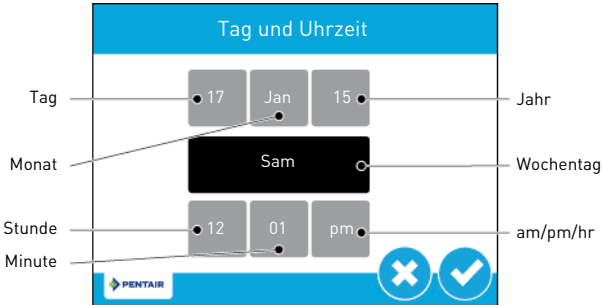 Tag und Uhrzeit
Tag 17 Jan 15 Jahr
Monat Sam Wochentag
Stunde 12 01 pm am/pm/hr
Minute
PENTAIR